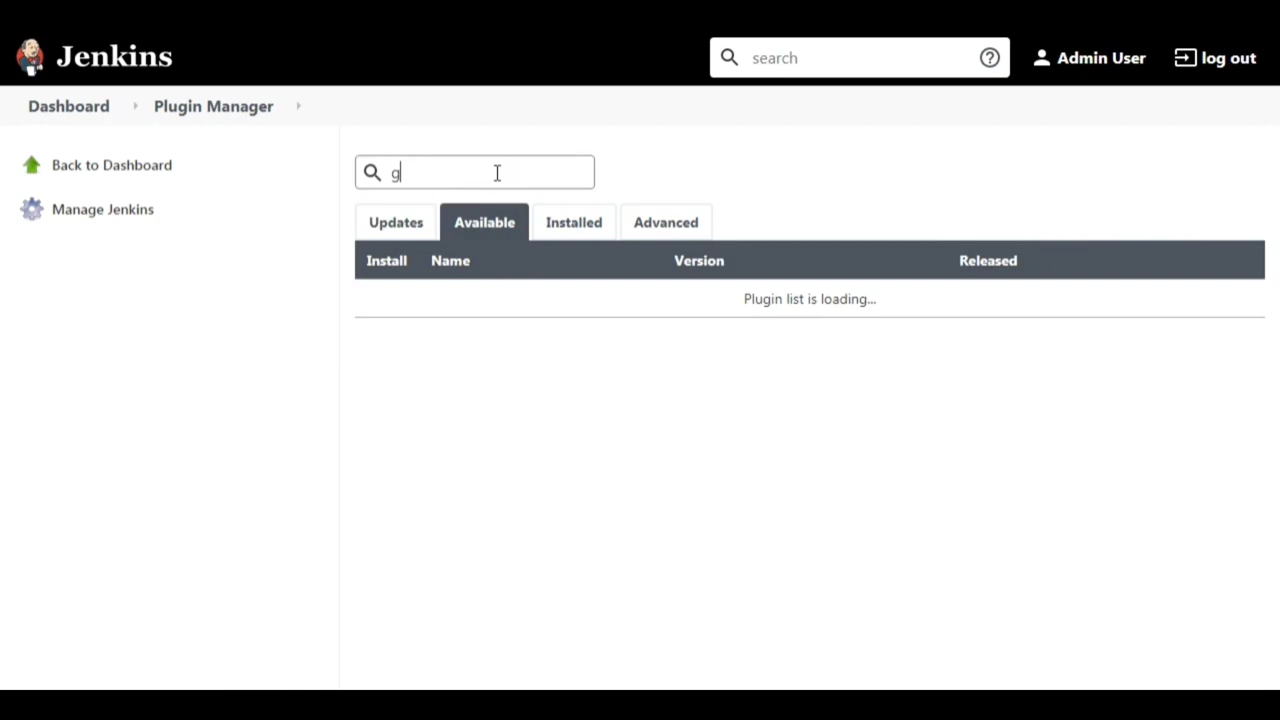 Jenkins
search
Admin User
log out
Dashboard
Plugin Manager
Back to Dashboard
Manage Jenkins
g
Updates
Available
Installed
Advanced
Install Name Version Released
Plugin list is loading...